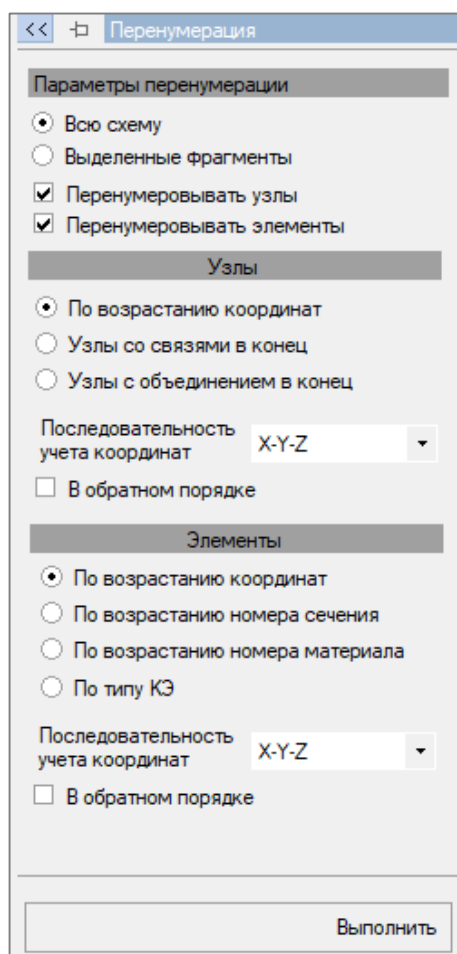 << Перенумерация
Параметры перенумерации
Всю схему
Выделенные фрагменты
Перенумеровывать узлы
Перенумеровывать элементы
Узлы
По возрастанию координат
Узлы со связями в конец
Узлы с объединением в конец
Последовательность
учета координат
X-Y-Z
В обратном порядке
Элементы
По возрастанию координат
По возрастанию номера сечения
По возрастанию номера материала
По типу КЭ
Последовательность
учета координат
X-Y-Z
В обратном порядке
Выполнить